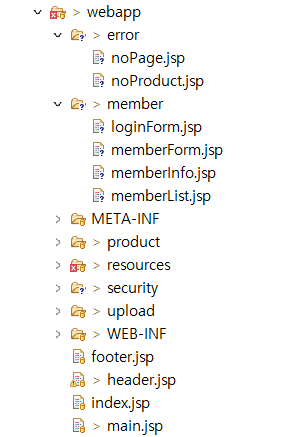 > webapp
> error
noPage.jsp
noProduct.jsp
> member
loginForm.jsp
memberForm.jsp
memberInfo.jsp
memberList.jsp
META-INF
> product
> resources
> security
> upload
> WEB-INF
footer.jsp
> header.jsp
index.jsp
> main.jsp